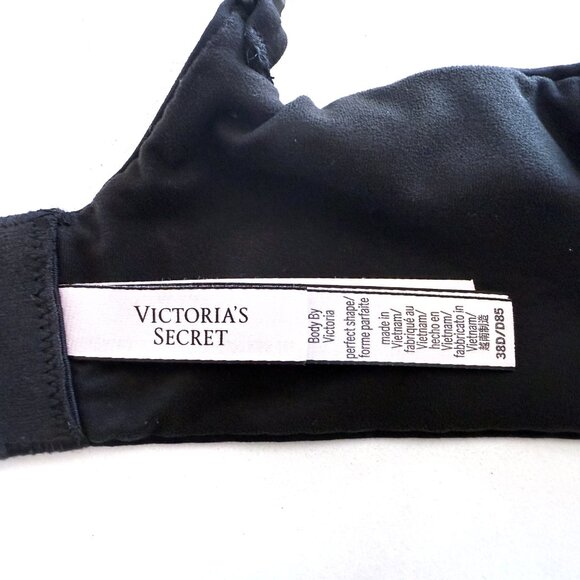 VICTORIA'S
SECRET
Body By
Victoria
perfect shape/
forme parfaite
made in
Vietnam/
fabriqué au
Vietnam/
hecho en
Vietnam/
fabbricato in
Vietnam/
越南制造
38D/D85